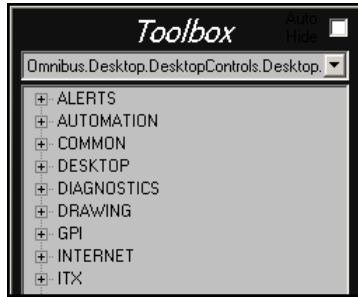 Toolbox
Auto
Hide
Omnibus.Desktop.DesktopControls.Desktop.
ALERTS
AUTOMATION
COMMON
DESKTOP
DIAGNOSTICS
DRAWING
GPI
INTERNET
ITX